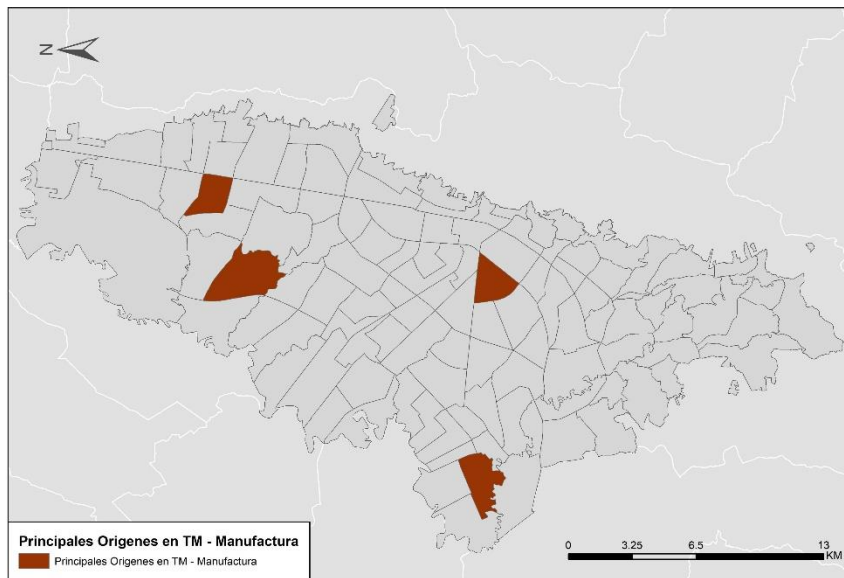 N
Principales Origenes en TM - Manufactura
Principales Origenes en TM - Manufactura
0 3.25 6.5 13
KM